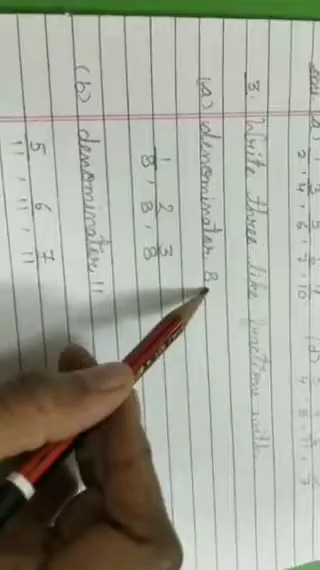 3. Write three like fractions with
(a) denominator 8
1/8, 2/8, 3/8
(b) denominator 11
5/11, 6/11, 7/11